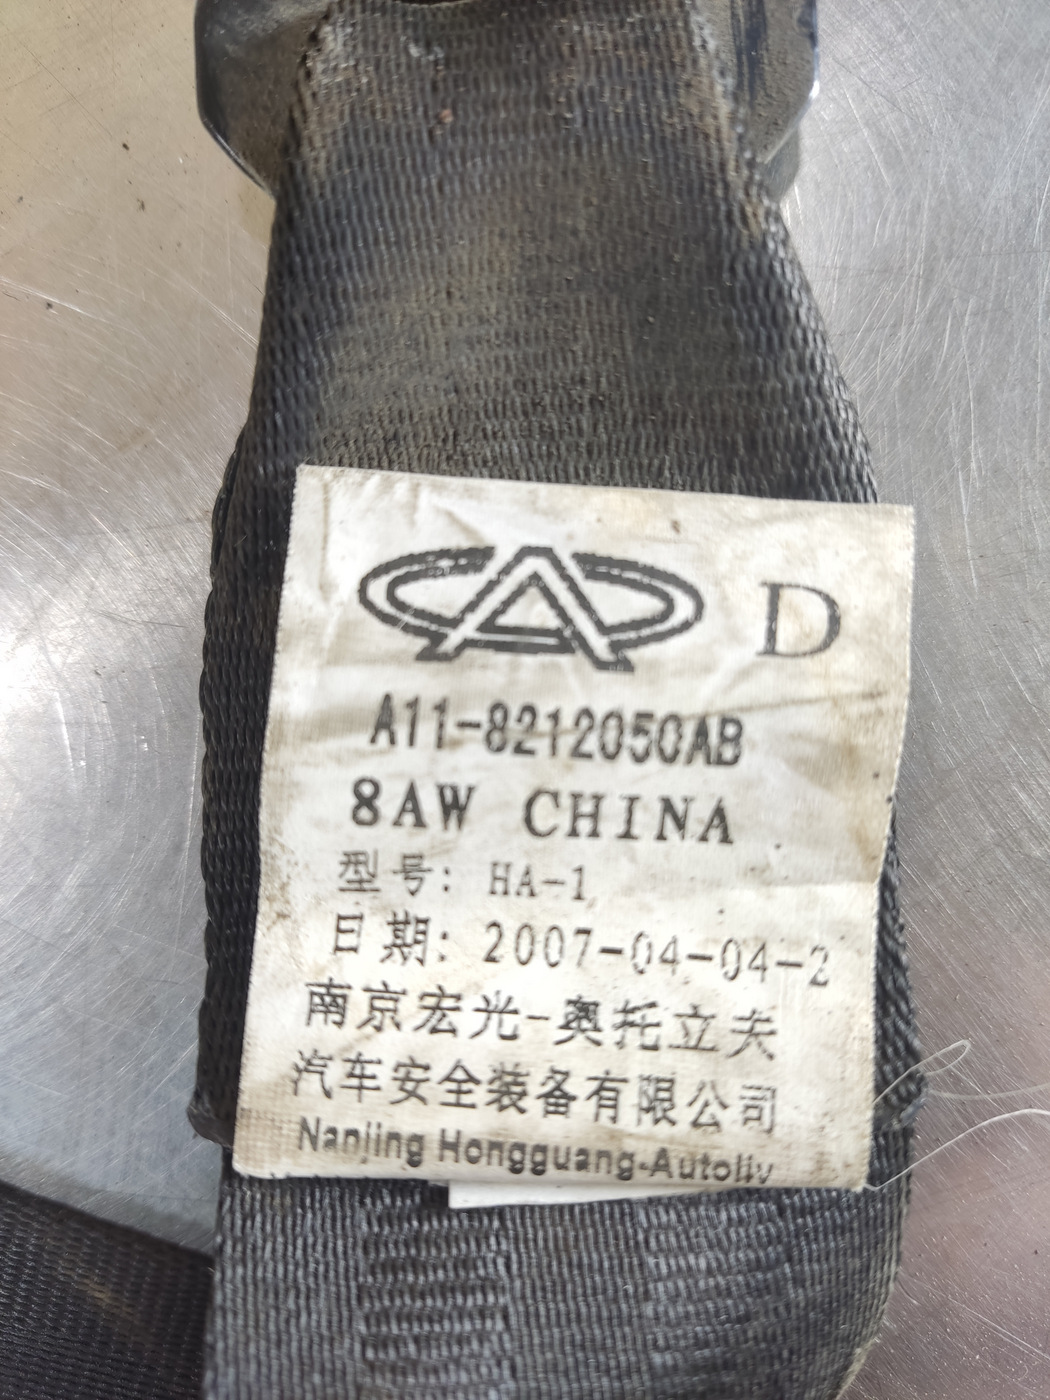 D
A11-8212050AB
8AW CHINA
型号: HA-1
日期: 2007-04-04-2
南京宏光-奥托立夫
汽车安全装备有限公司
Nanjing Hongguang-Autoliv